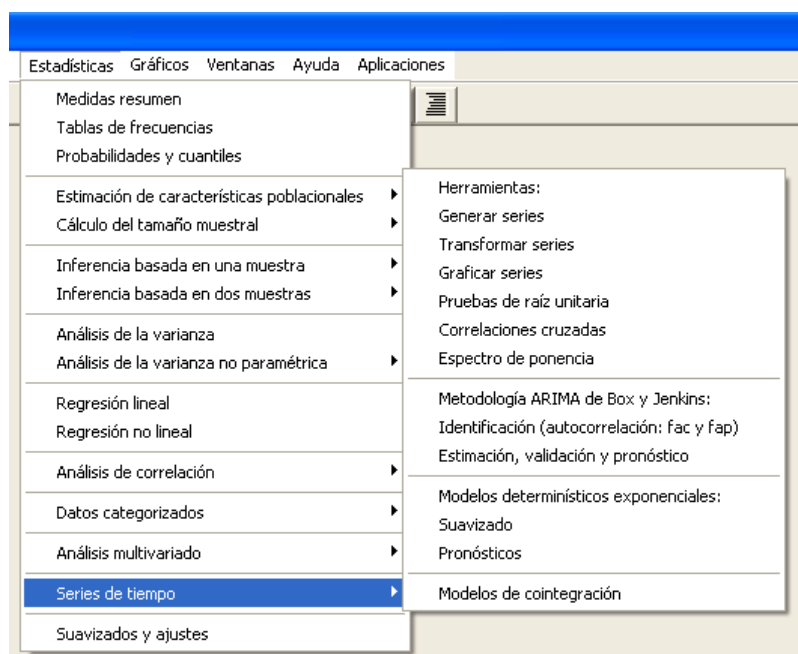 Estadísticas Gráficos Ventanas Ayuda Aplicaciones
Medidas resumen
Tablas de frecuencias
Probabilidades y cuantiles
Estimación de características poblacionales
Cálculo del tamaño muestral
Inferencia basada en una muestra
Inferencia basada en dos muestras
Análisis de la varianza
Análisis de la varianza no paramétrica
Regresión lineal
Regresión no lineal
Análisis de correlación
Datos categorizados
Análisis multivariado
Series de tiempo
Suavizados y ajustes
Herramientas:
Generar series
Transformar series
Graficar series
Pruebas de raíz unitaria
Correlaciones cruzadas
Espectro de ponencia
Metodología ARIMA de Box y Jenkins:
Identificación (autocorrelación: fac y fap)
Estimación, validación y pronóstico
Modelos determinísticos exponenciales:
Suavizado
Pronósticos
Modelos de cointegración